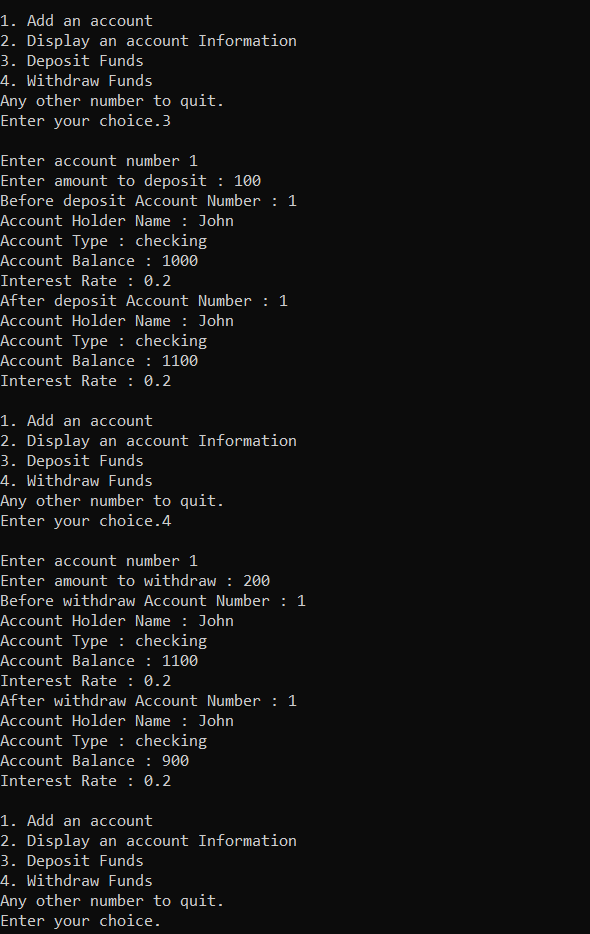 1. Add an account
2. Display an account Information
3. Deposit Funds
4. Withdraw Funds
Any other number to quit.
Enter your choice.3
Enter account number 1
Enter amount to deposit : 100
Before deposit Account Number : 1
Account Holder Name : John
Account Type : checking
Account Balance : 1000
Interest Rate : 0.2
After deposit Account Number : 1
Account Holder Name : John
Account Type : checking
Account Balance : 1100
Interest Rate : 0.2
1. Add an account
2. Display an account Information
3. Deposit Funds
4. Withdraw Funds
Any other number to quit.
Enter your choice.4
Enter account number 1
Enter amount to withdraw : 200
Before withdraw Account Number : 1
Account Holder Name : John
Account Type : checking
Account Balance : 1100
Interest Rate : 0.2
After withdraw Account Number : 1
Account Holder Name : John
Account Type : checking
Account Balance : 900
Interest Rate : 0.2
1. Add an account
2. Display an account Information
3. Deposit Funds
4. Withdraw Funds
Any other number to quit.
Enter your choice.